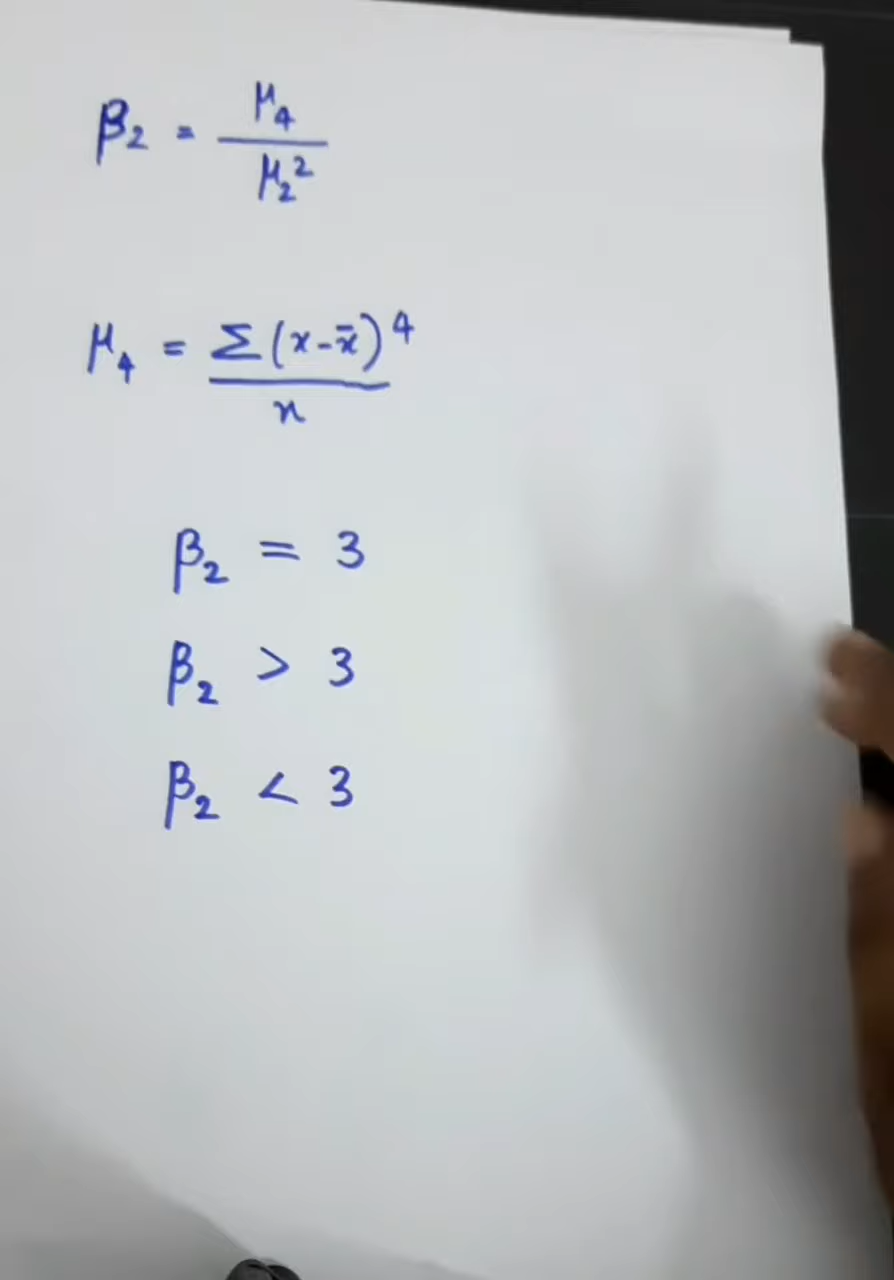 β₂ = μ₄ / μ₂²
μ₄ = Σ(x-x̄)⁴ / n
β₂ = 3
β₂ > 3
β₂ < 3